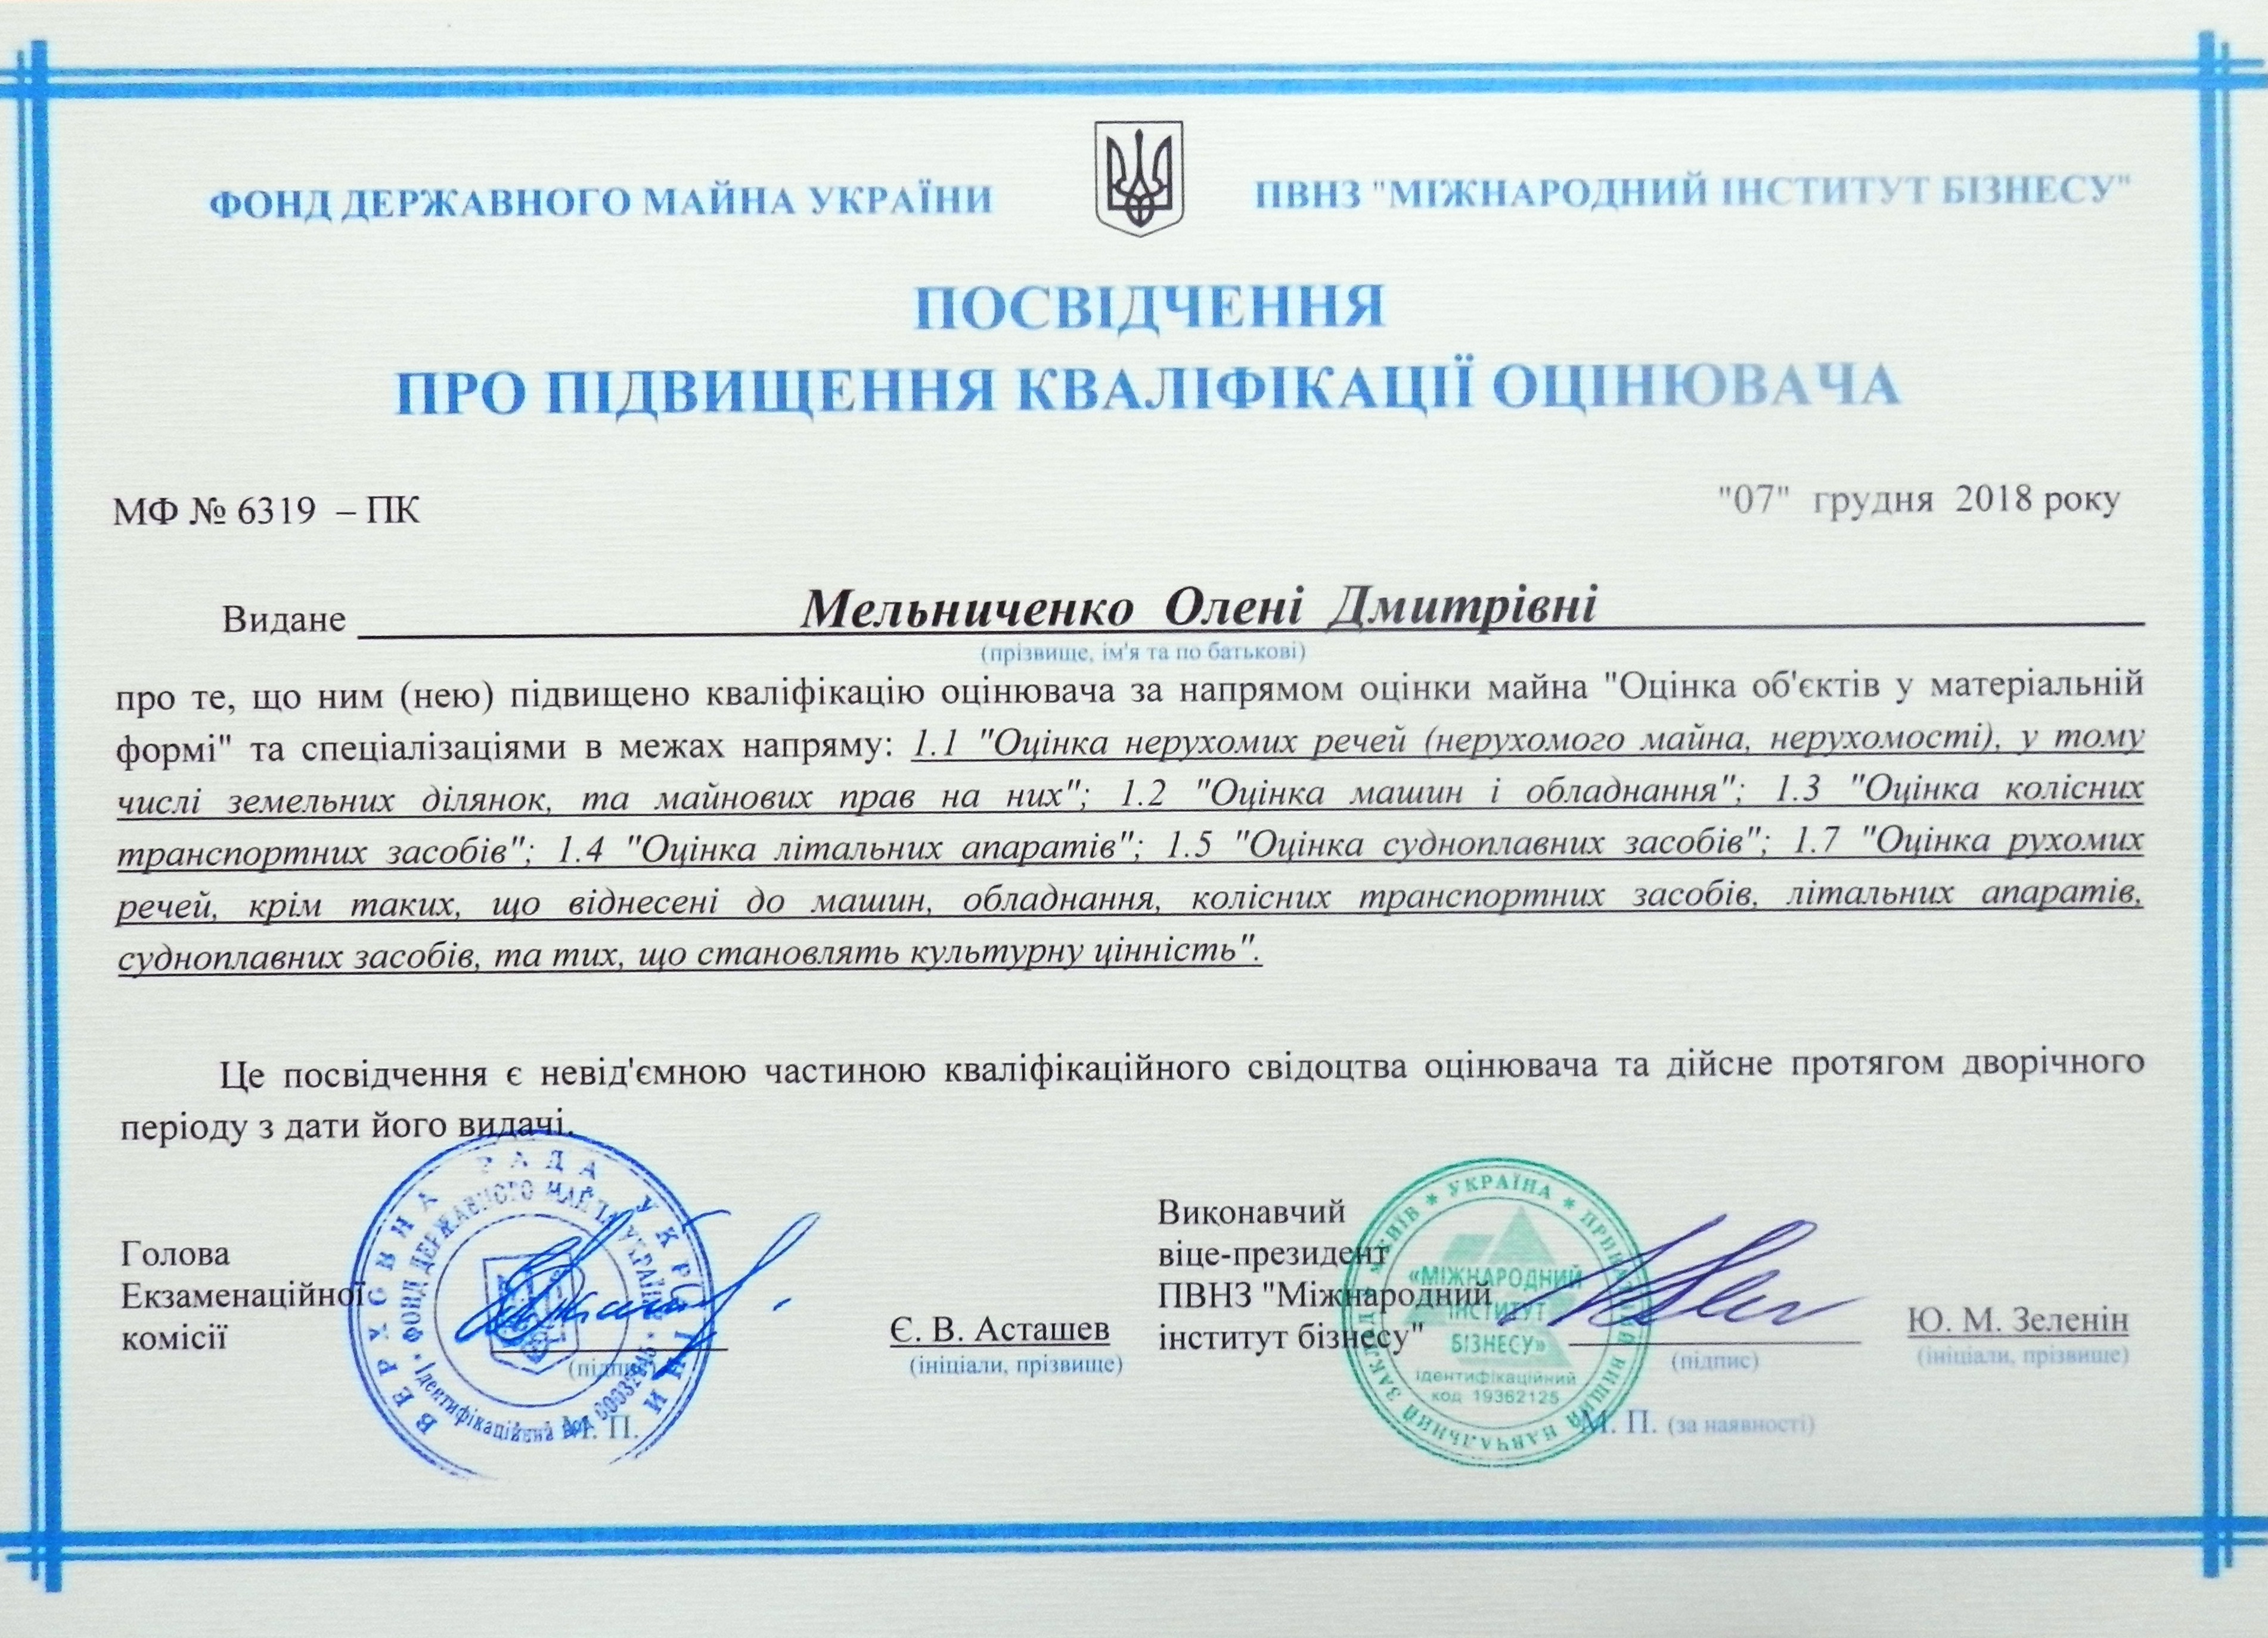 ФОНД ДЕРЖАВНОГО МАЙНА УКРАЇНИ
ПВНЗ "МІЖНАРОДНИЙ ІНСТИТУТ БІЗНЕСУ"
ПОСВІДЧЕННЯ
ПРО ПІДВИЩЕННЯ КВАЛІФІКАЦІЇ ОЦІНЮВАЧА
МФ № 6319 – ПК
"07" грудня 2018 року
Видане Мельниченко Олені Дмитрівні
(прізвище, ім'я та по батькові)
про те, що ним (нею) підвищено кваліфікацію оцінювача за напрямом оцінки майна "Оцінка об'єктів у матеріальній
формі" та спеціалізаціями в межах напряму: 1.1 "Оцінка нерухомих речей (нерухомого майна, нерухомості), у тому
числі земельних ділянок, та майнових прав на них"; 1.2 "Оцінка машин і обладнання"; 1.3 "Оцінка колісних
транспортних засобів"; 1.4 "Оцінка літальних апаратів"; 1.5 "Оцінка судноплавних засобів"; 1.7 "Оцінка рухомих
речей, крім таких, що віднесені до машин, обладнання, колісних транспортних засобів, літальних апаратів,
судноплавних засобів, та тих, що становлять культурну цінність".
Це посвідчення є невід'ємною частиною кваліфікаційного свідоцтва оцінювача та дійсне протягом дворічного
періоду з дати його видачі.
Голова
Екзаменаційної
комісії
(підпис)
М. П.
Є. В. Асташев
(ініціали, прізвище)
ВЕРХОВНА РАДА УКРАЇНИ
ФОНД ДЕРЖАВНОГО МАЙНА УКРАЇНИ
Ідентифікаційний код
Виконавчий
віце-президент
ПВНЗ "Міжнародний
інститут бізнесу"
(підпис)
М. П. (за наявності)
Ю. М. Зеленін
(ініціали, прізвище)
М.КИЇВ * УКРАЇНА * ПРИВАТНИЙ ВИЩИЙ НАВЧАЛЬНИЙ ЗАКЛАД
«МІЖНАРОДНИЙ
ІНСТИТУТ
БІЗНЕСУ»
ідентифікаційний
код 19362125